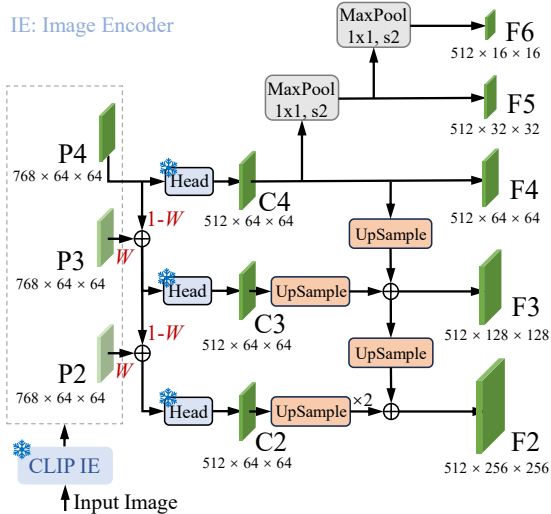 IE: Image Encoder
MaxPool
1x1, s2
F6
512 × 16 × 16
MaxPool
1x1, s2
F5
512 × 32 × 32
P4
768 × 64 × 64
Head
C4
512 × 64 × 64
F4
512 × 64 × 64
1-W
UpSample
P3
W
768 × 64 × 64
Head
C3
512 × 64 × 64
UpSample
F3
512 × 128 × 128
1-W
UpSample
P2
W
768 × 64 × 64
Head
C2
512 × 64 × 64
UpSample
×2
F2
512 × 256 × 256
CLIP IE
Input Image